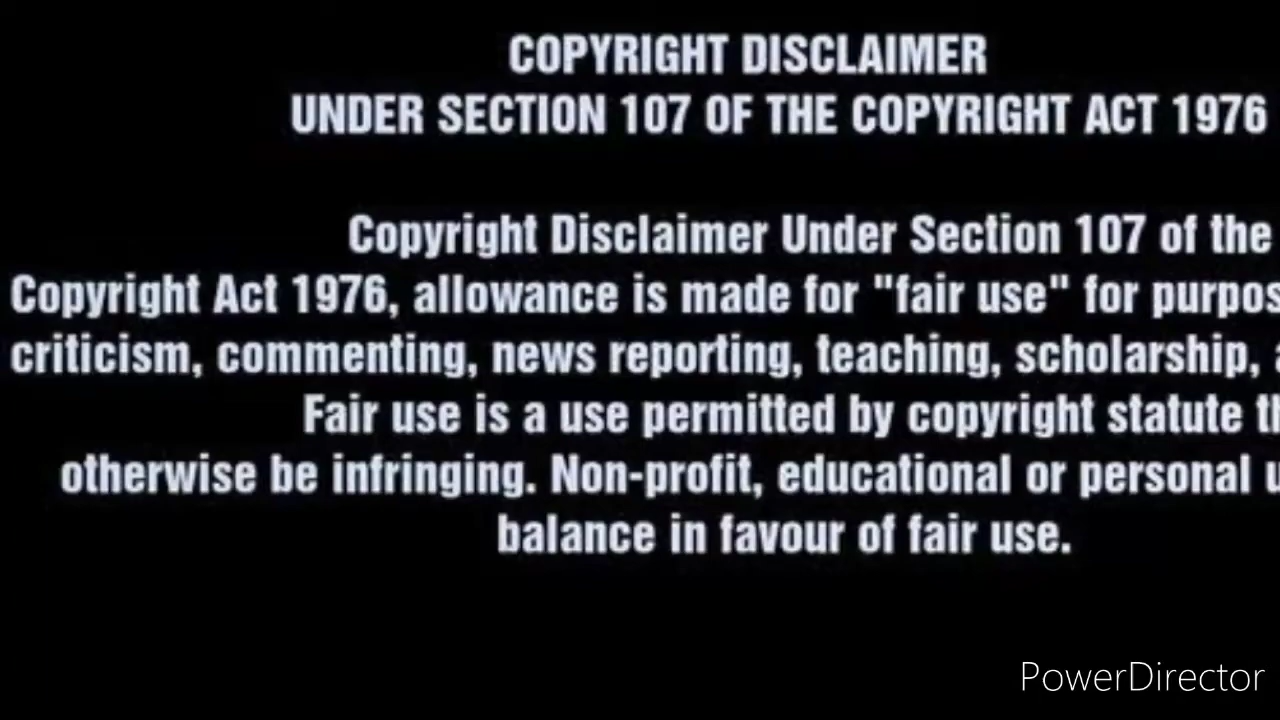 COPYRIGHT DISCLAIMER
UNDER SECTION 107 OF THE COPYRIGHT ACT 1976
Copyright Disclaimer Under Section 107 of the
Copyright Act 1976, allowance is made for "fair use" for
criticism, commenting, news reporting, teaching, scholarship,
Fair use is a use permitted by copyright statute
otherwise be infringing. Non-profit, educational or personal
balance in favour of fair use.
PowerDirector